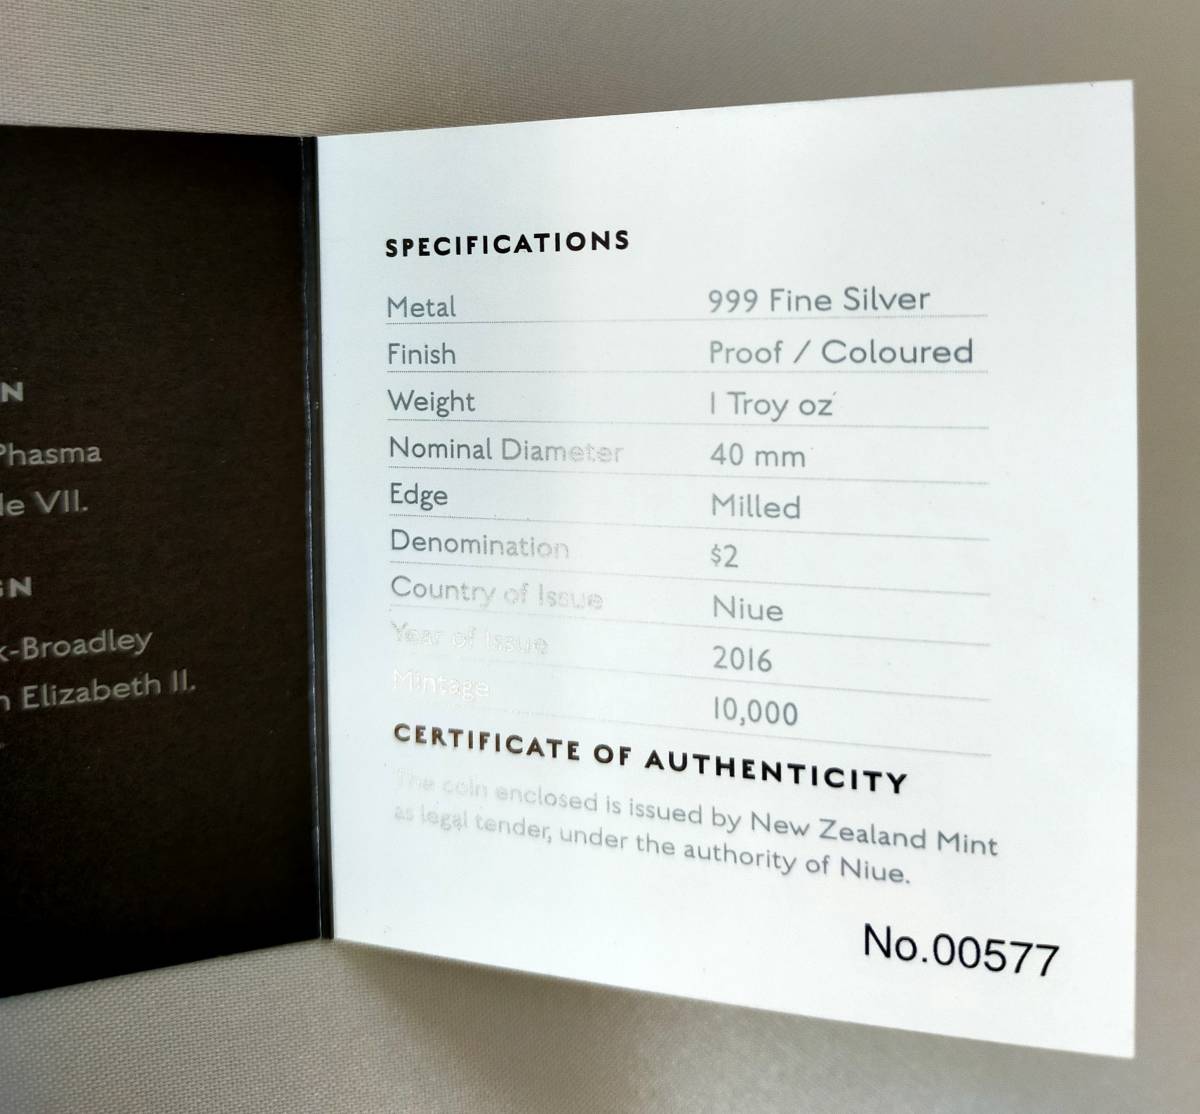 N
Phasma
le VII.
GN
k-Broadley
n Elizabeth II.
SPECIFICATIONS
Metal 999 Fine Silver
Finish Proof / Coloured
Weight 1 Troy oz
Nominal Diameter 40 mm
Edge Milled
Denomination $2
Country of Issue Niue
Year of Issue 2016
Mintage 10,000
CERTIFICATE OF AUTHENTICITY
The coin enclosed is issued by New Zealand Mint
as legal tender, under the authority of Niue.
No.00577